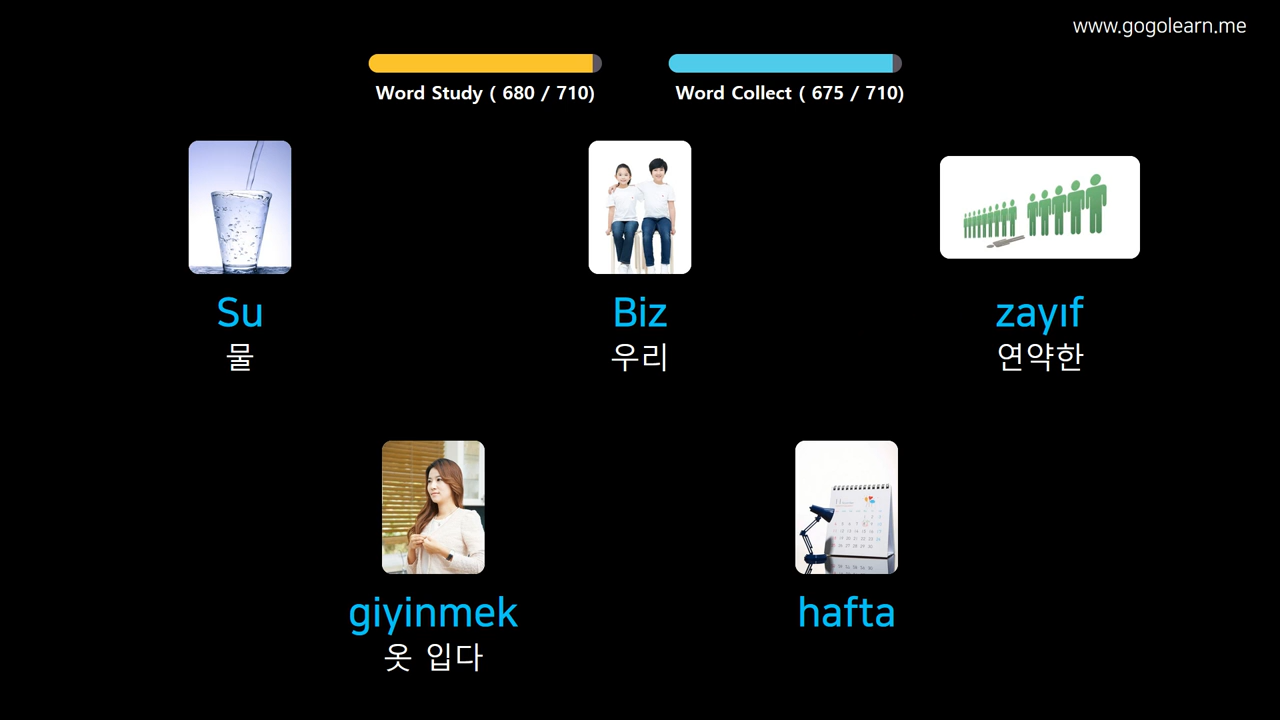 www.gogolearn.me
Word Study ( 680 / 710)
Word Collect ( 675 / 710)
Su
물
Biz
우리
zayıf
연약한
giyinmek
옷 입다
hafta